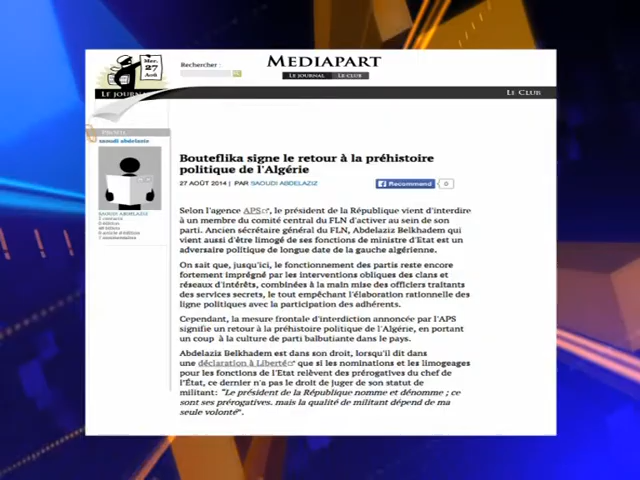 Mer.
27
Août
Rechercher :
MEDIAPART
LE JOURNAL LE CLUB
LE JOURNAL
LE CLUB
PROFIL
saoudi abdelaziz
SAOUDI ABDELAZIZ
Bouteflika signe le retour à la préhistoire
politique de l'Algérie
27 AOÛT 2014 | PAR SAOUDI ABDELAZIZ
Recommend 0
Selon l'agence APS, le président de la République vient d'interdire
à un membre du comité central du FLN d'activer au sein de son
parti. Ancien secrétaire général du FLN, Abdelaziz Belkhadem qui
vient aussi d'être limogé de ses fonctions de ministre d'Etat est un
adversaire politique de longue date de la gauche algérienne.
On sait que, jusqu'ici, le fonctionnement des partis reste encore
fortement imprégné par les interventions obliques des clans et
réseaux d'intérêts, combinées à la main mise des officiers traitants
des services secrets, le tout empêchant l'élaboration rationnelle des
ligne politiques avec la participation des adhérents.
Cependant, la mesure frontale d'interdiction annoncée par l'APS
signifie un retour à la préhistoire politique de l'Algérie, en portant
un coup à la culture de parti balbutiante dans le pays.
Abdelaziz Belkhadem est dans son droit, lorsqu'il dit dans
une déclaration à Liberté que si les nominations et les limogeages
pour les fonctions de l'Etat relèvent des prérogatives du chef de
l'État, ce dernier n'a pas le droit de juger de son statut de
militant: "Le président de la République nomme et dénomme ; ce
sont ses prérogatives. mais la qualité de militant dépend de ma
seule volonté".